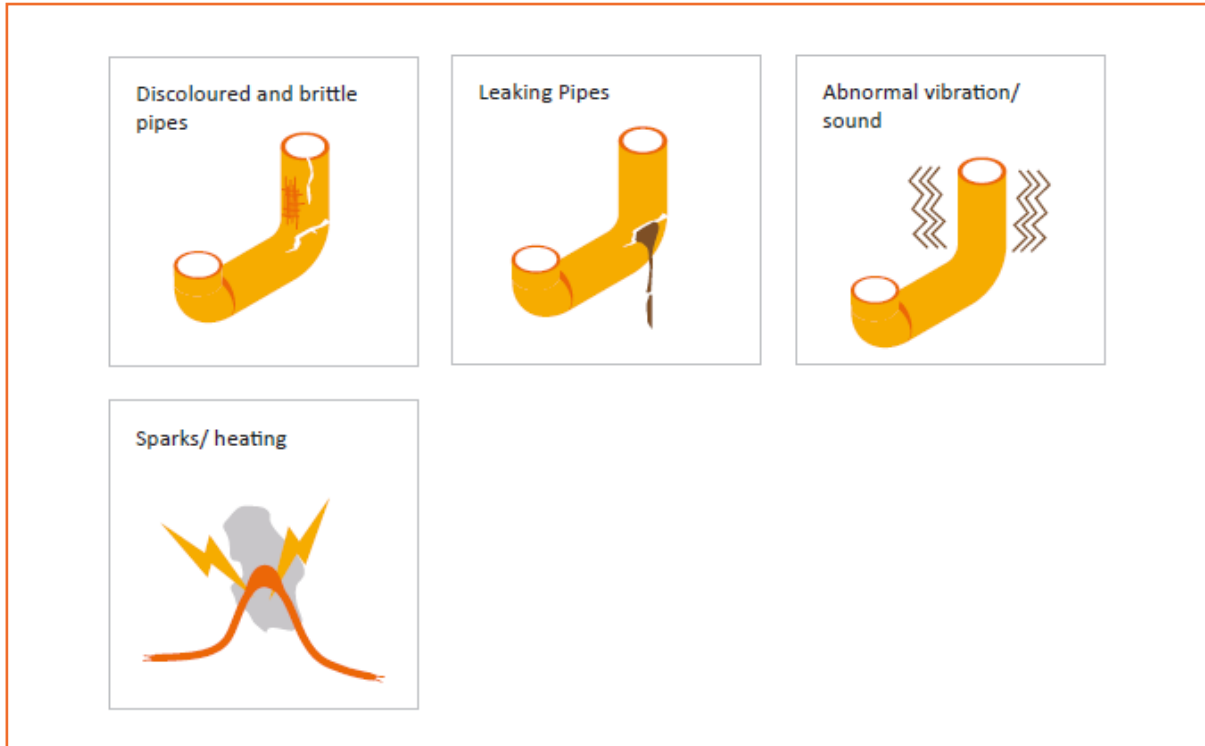 Discoloured and brittle
pipes
Leaking Pipes
Abnormal vibration/
sound
Sparks/ heating